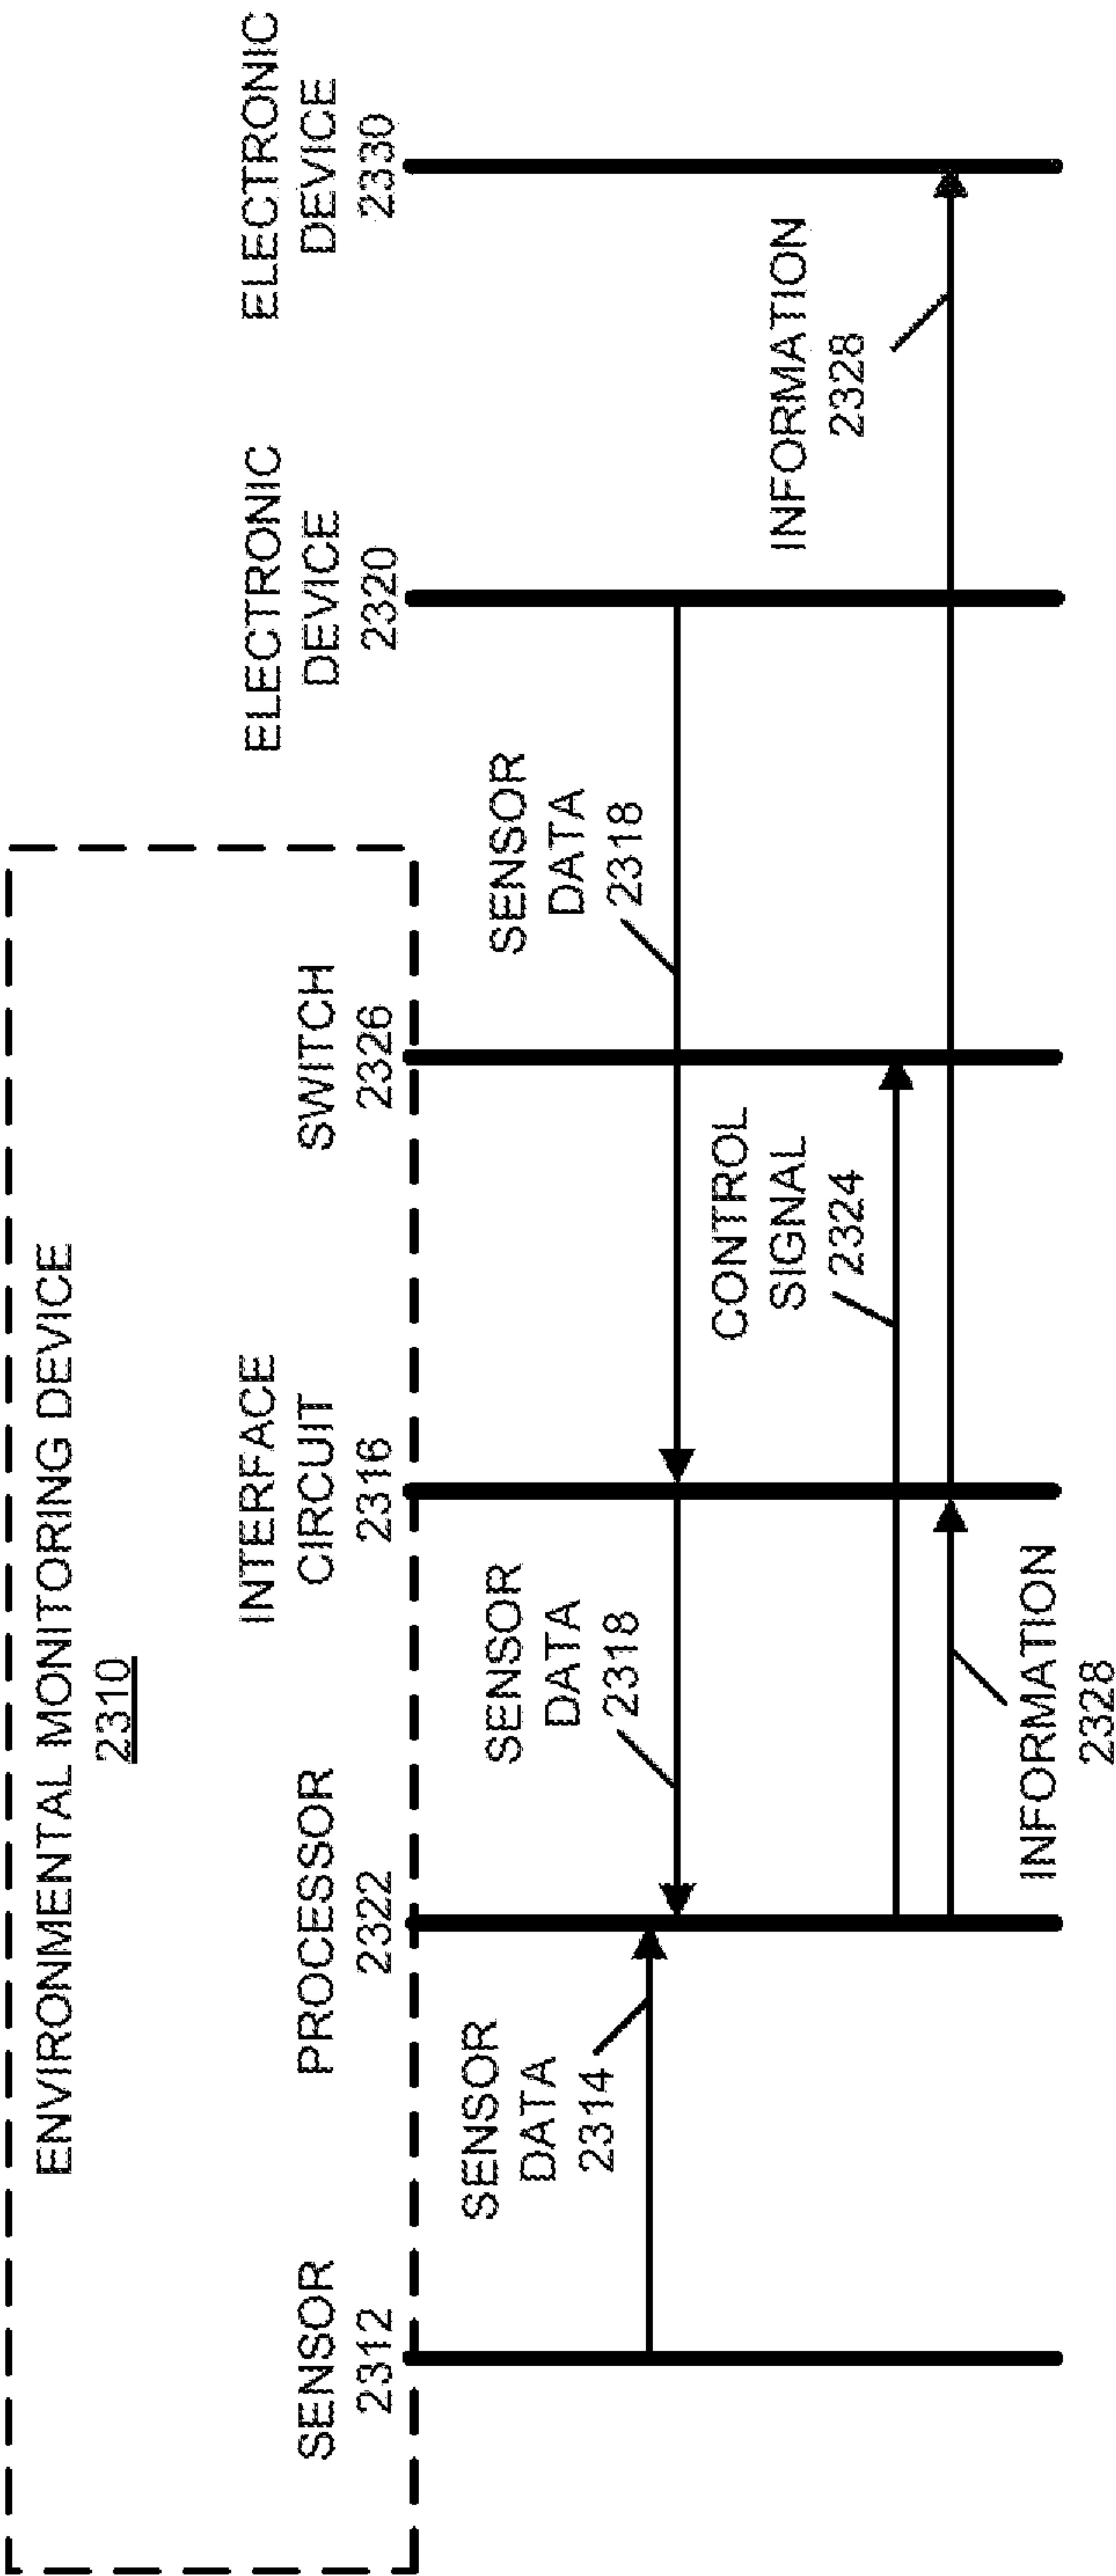 ENVIRONMENTAL MONITORING DEVICE
2310
SENSOR
2312
PROCESSOR
2322
INTERFACE
CIRCUIT
2316
SWITCH
2326
ELECTRONIC
DEVICE
2320
ELECTRONIC
DEVICE
2330
SENSOR
DATA
2314
SENSOR
DATA
2318
SENSOR
DATA
2318
CONTROL
SIGNAL
2324
INFORMATION
2328
INFORMATION
2328